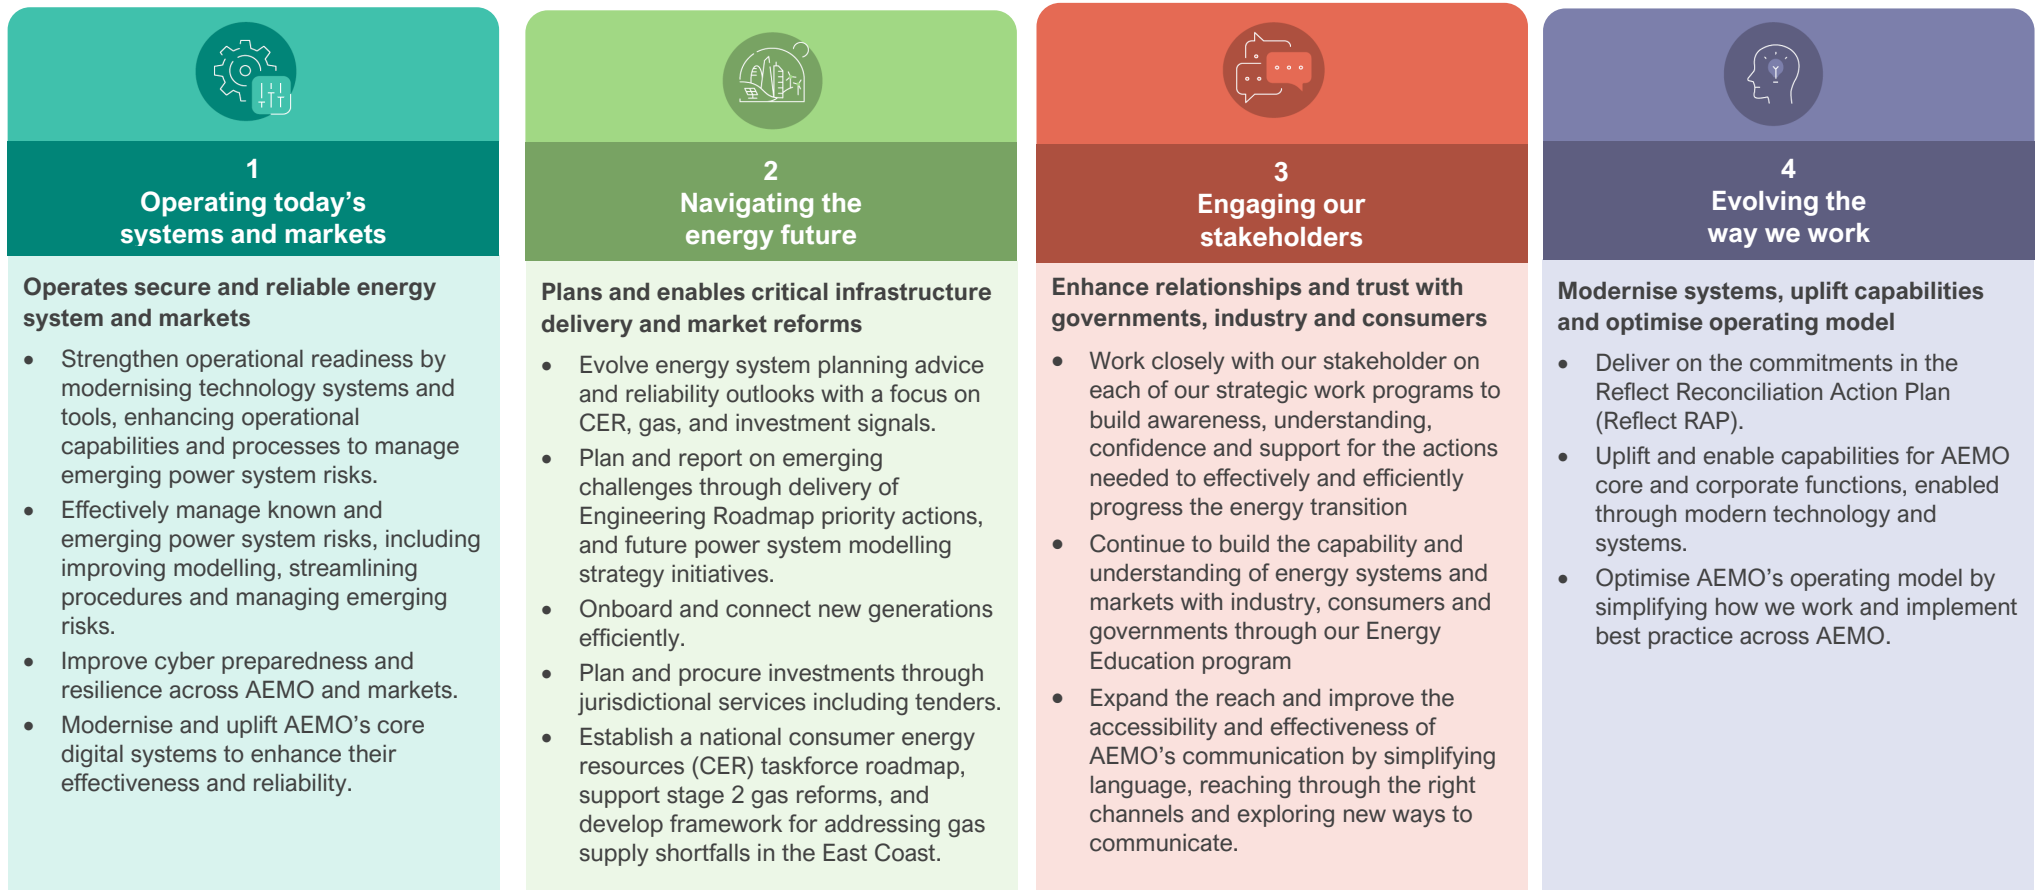 1
Operating today's
systems and markets
Operates secure and reliable energy
system and markets
• Strengthen operational readiness by
modernising technology systems and
tools, enhancing operational
capabilities and processes to manage
emerging power system risks.
• Effectively manage known and
emerging power system risks, including
improving modelling, streamlining
procedures and managing emerging
risks.
• Improve cyber preparedness and
resilience across AEMO and markets.
• Modernise and uplift AEMO's core
digital systems to enhance their
effectiveness and reliability.
2
Navigating the
energy future
Plans and enables critical infrastructure
delivery and market reforms
• Evolve energy system planning advice
and reliability outlooks with a focus on
CER, gas, and investment signals.
• Plan and report on emerging
challenges through delivery of
Engineering Roadmap priority actions,
and future power system modelling
strategy initiatives.
• Onboard and connect new generations
efficiently.
• Plan and procure investments through
jurisdictional services including tenders.
• Establish a national consumer energy
resources (CER) taskforce roadmap,
support stage 2 gas reforms, and
develop framework for addressing gas
supply shortfalls in the East Coast.
3
Engaging our
stakeholders
Enhance relationships and trust with
governments, industry and consumers
• Work closely with our stakeholder on
each of our strategic work programs to
build awareness, understanding,
confidence and support for the actions
needed to effectively and efficiently
progress the energy transition
• Continue to build the capability and
understanding of energy systems and
markets with industry, consumers and
governments through our Energy
Education program
• Expand the reach and improve the
accessibility and effectiveness of
AEMO's communication by simplifying
language, reaching through the right
channels and exploring new ways to
communicate.
4
Evolving the
way we work
Modernise systems, uplift capabilities
and optimise operating model
• Deliver on the commitments in the
Reflect Reconciliation Action Plan
(Reflect RAP).
• Uplift and enable capabilities for AEMO
core and corporate functions, enabled
through modern technology and
systems.
• Optimise AEMO's operating model by
simplifying how we work and implement
best practice across AEMO.